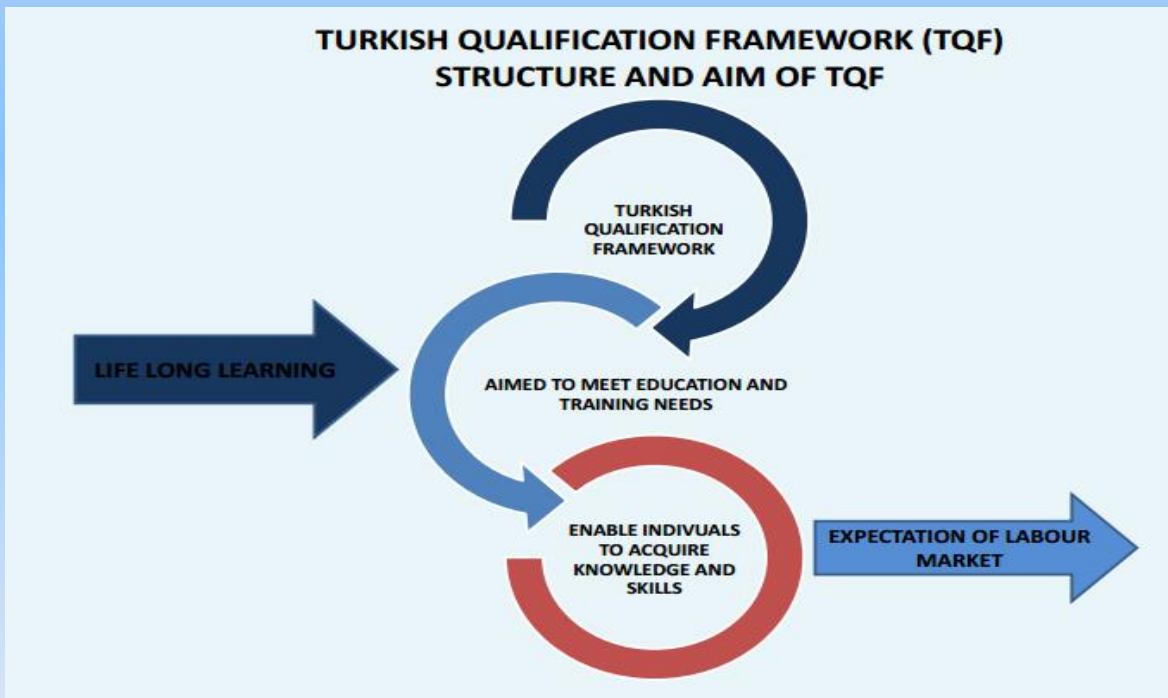 TURKISH QUALIFICATION FRAMEWORK (TQF)
STRUCTURE AND AIM OF TQF
TURKISH
QUALIFICATION
FRAMEWORK
LIFE LONG LEARNING
AIMED TO MEET EDUCATION AND
TRAINING NEEDS
ENABLE INDIVUALS
TO ACQUIRE
KNOWLEDGE AND
SKILLS
EXPECTATION OF LABOUR
MARKET